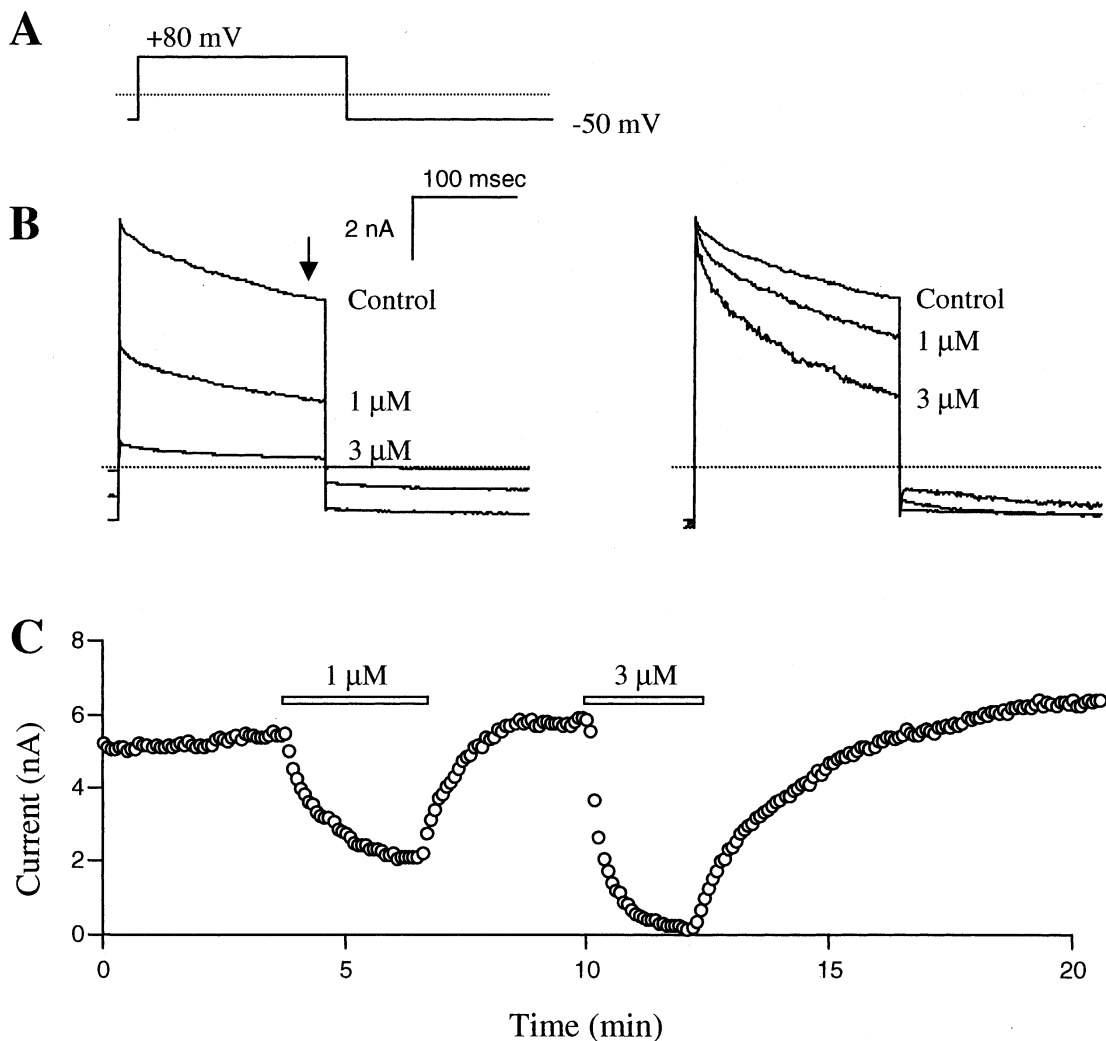 A
+80 mV
-50 mV
B
100 msec
2 nA
Control
1 μM
3 μM
Control
1 μM
3 μM
C
1 μM
3 μM
8
6
4
2
0
Current (nA)
0
5
10
15
20
Time (min)